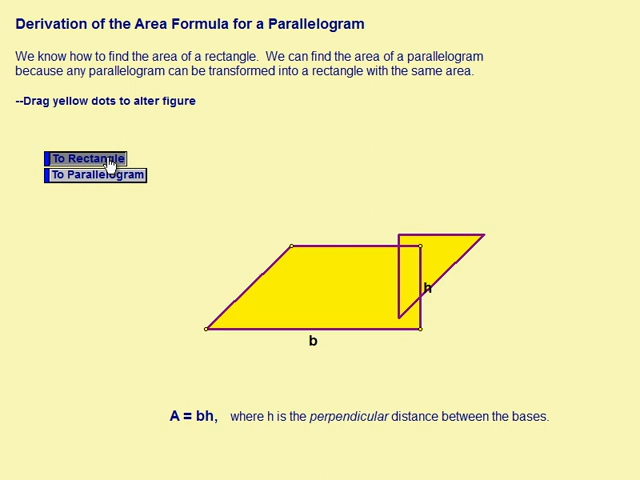 Derivation of the Area Formula for a Parallelogram
We know how to find the area of a rectangle.  We can find the area of a parallelogram
because any parallelogram can be transformed into a rectangle with the same area.
--Drag yellow dots to alter figure
To Rectangle
To Parallelogram
h
b
A = bh,   where h is the perpendicular distance between the bases.